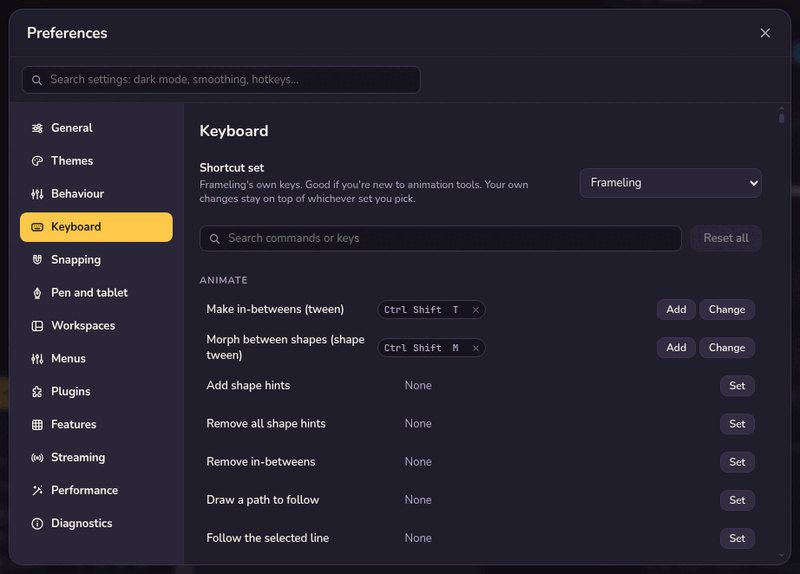 Preferences
Search settings: dark mode, smoothing, hotkeys...
General
Themes
Behaviour
Keyboard
Snapping
Pen and tablet
Workspaces
Menus
Plugins
Features
Streaming
Performance
Diagnostics
Keyboard
Shortcut set
Frameling's own keys. Good if you're new to animation tools. Your own
changes stay on top of whichever set you pick.
Frameling
Search commands or keys
Reset all
ANIMATE
Make in-betweens (tween)
Ctrl Shift T ×
Add
Change
Morph between shapes (shape
tween)
Ctrl Shift M ×
Add
Change
Add shape hints
None
Set
Remove all shape hints
None
Set
Remove in-betweens
None
Set
Draw a path to follow
None
Set
Follow the selected line
None
Set